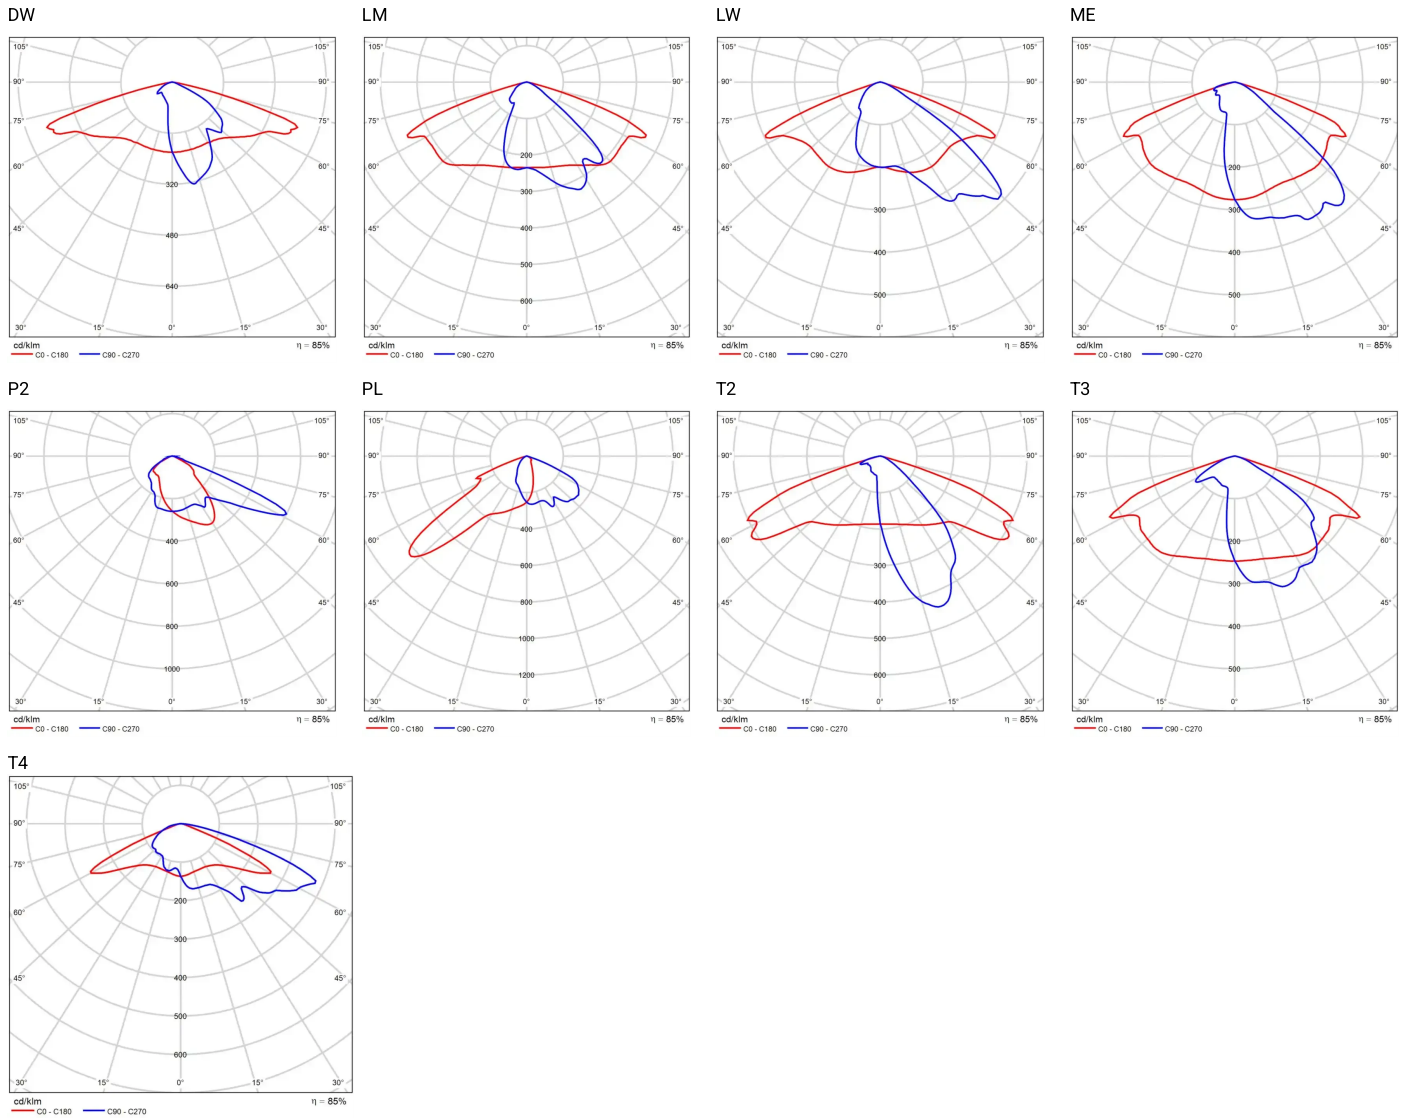 DW LM LW ME
105° 105° 105° 105° 105° 105° 105° 105°
90° 90° 90° 90° 90° 90° 90° 90°
75° 75° 75° 75° 75° 75° 75° 75°
200
60° 60° 60° 60° 60° 60° 60° 60°
200
320 300
300 300
45° 45° 45° 45° 45° 45° 45° 45°
480 400 400 400
500
640 500 500
600
30° 15° 0° 15° 30° 30° 15° 0° 15° 30° 30° 15° 0° 15° 30° 30° 15° 0° 15° 30°
cd/klm η = 85% cd/klm η = 85% cd/klm η = 85% cd/klm η = 85%
C0 - C180 C90 - C270 C0 - C180 C90 - C270 C0 - C180 C90 - C270 C0 - C180 C90 - C270
P2 PL T2 T3
105° 105° 105° 105° 105° 105° 105° 105°
90° 90° 90° 90° 90° 90° 90° 90°
75° 75° 75° 75° 75° 75° 75° 75°
400
60° 400 60° 60° 60° 60° 60° 60° 200 60°
600 300
600 300
45° 45° 45° 800 45° 45° 400 45° 45° 45°
800 400
1000 500
1000 500
1200 600
30° 15° 0° 15° 30° 30° 15° 0° 15° 30° 30° 15° 0° 15° 30° 30° 15° 0° 15° 30°
cd/klm η = 85% cd/klm η = 85% cd/klm η = 85% cd/klm η = 85%
C0 - C180 C90 - C270 C0 - C180 C90 - C270 C0 - C180 C90 - C270 C0 - C180 C90 - C270
T4
105° 105°
90° 90°
75° 75°
200
60° 60°
300
45° 400 45°
500
600
30° 15° 0° 15° 30°
cd/klm η = 85%
C0 - C180 C90 - C270